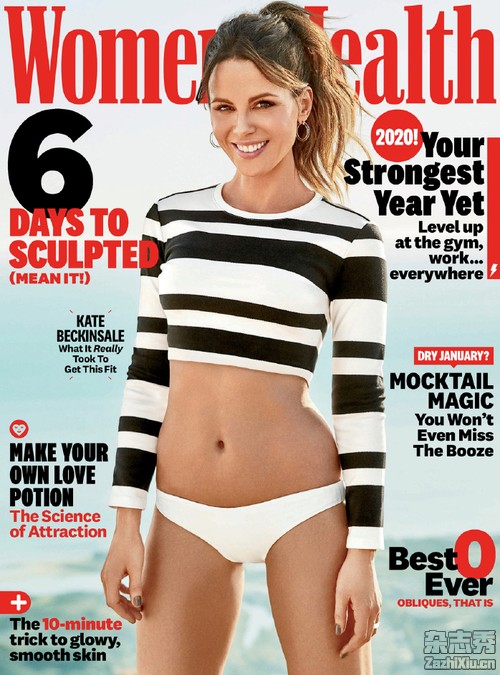 Women's Health
2020!
6
DAYS TO
SCULPTED
(MEAN IT!)
Your
Strongest
Year Yet
Level up
at the gym,
work...
everywhere
KATE
BECKINSALE
What It Really
Took To
Get This Fit
DRY JANUARY?
MOCKTAIL
MAGIC
You Won't
Even Miss
The Booze
MAKE YOUR
OWN LOVE
POTION
The Science
of Attraction
Best O
Ever
OBLIQUES, THAT IS
+
The 10-minute
trick to glowy,
smooth skin
杂志秀
ZazhiXiu.cn